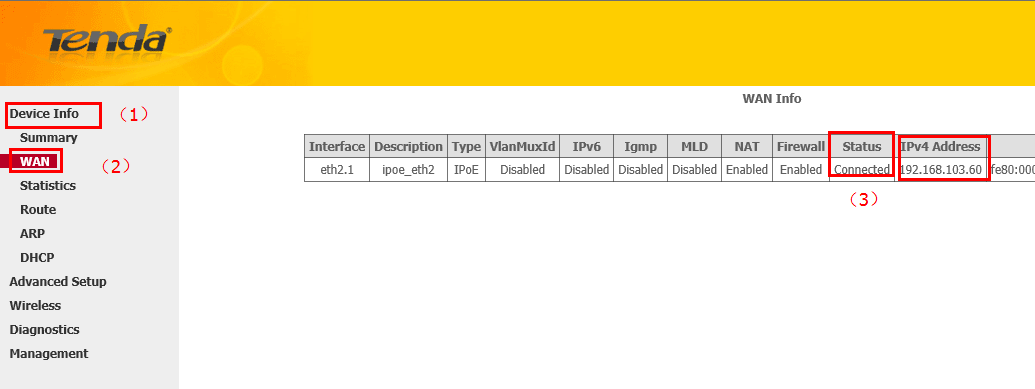 Tenda®
Device Info （1）
Summary
WAN （2）
Statistics
Route
ARP
DHCP
Advanced Setup
Wireless
Diagnostics
Management
WAN Info
Interface Description Type VlanMuxId IPv6 Igmp MLD NAT Firewall Status IPv4 Address
eth2.1 ipoe_eth2 IPoE Disabled Disabled Disabled Disabled Enabled Enabled Connected 192.168.103.60 fe80:000
（3）